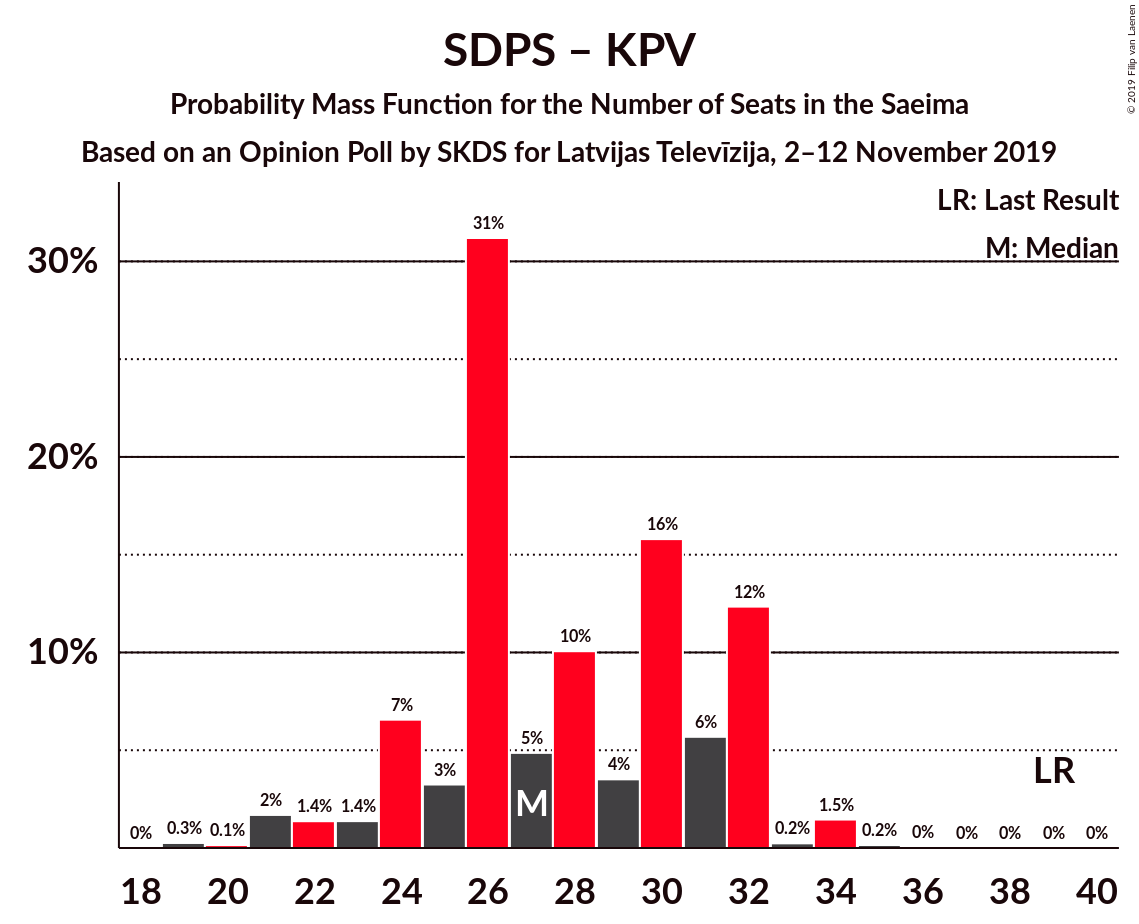 SDPS – KPV
Probability Mass Function for the Number of Seats in the Saeima
Based on an Opinion Poll by SKDS for Latvijas Televīzija, 2–12 November 2019
© 2019 Filip van Laenen
LR: Last Result
M: Median
30%
20%
10%
0%
0.3%
0.1%
2%
1.4%
1.4%
7%
3%
31%
5%
10%
4%
16%
6%
12%
0.2%
1.5%
0.2%
0%
0%
0%
0%
0%
M
LR
18 20 22 24 26 28 30 32 34 36 38 40